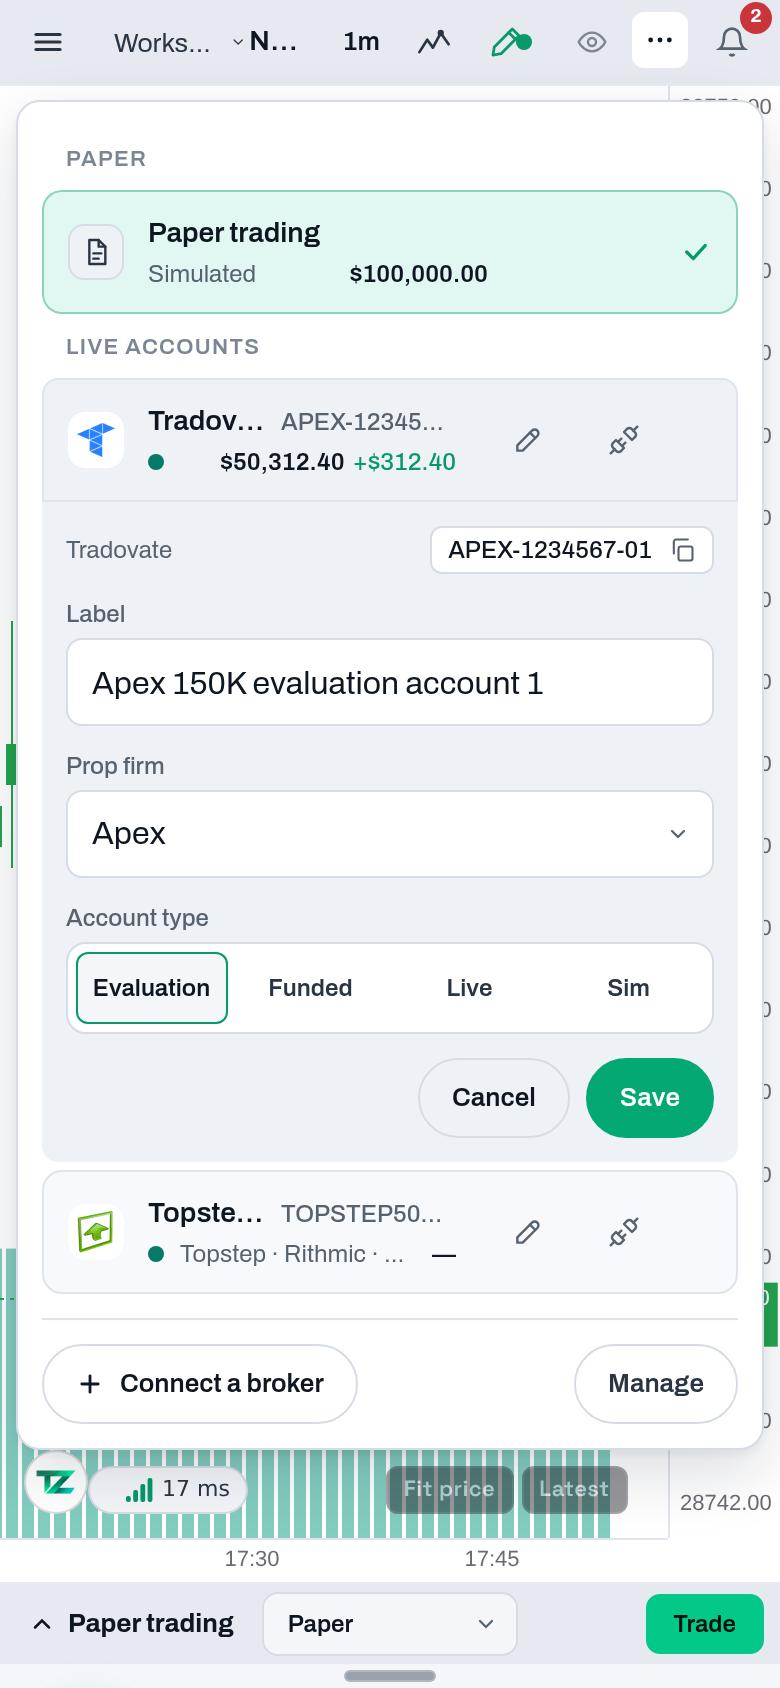 Works... N... 1m 2
PAPER
Paper trading
Simulated $100,000.00
LIVE ACCOUNTS
Tradov... APEX-12345...
$50,312.40 +$312.40
Tradovate APEX-1234567-01
Label
Apex 150K evaluation account 1
Prop firm
Apex
Account type
Evaluation Funded Live Sim
Cancel Save
Topste... TOPSTEP50...
Topstep · Rithmic · ... —
+ Connect a broker Manage
TZ 17 ms Fit price Latest
28742.00
17:30 17:45
Paper trading Paper Trade